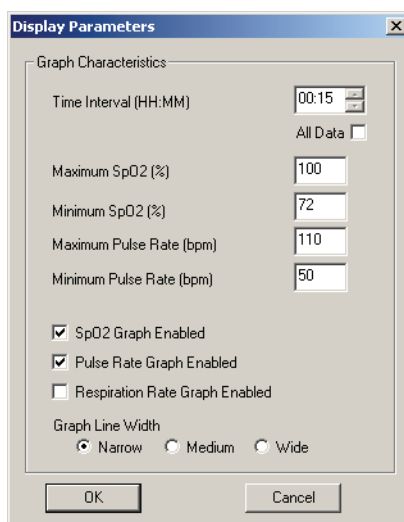 Display Parameters
Graph Characteristics
Time Interval (HH:MM) 00:15
All Data
Maximum SpO2 (%) 100
Minimum SpO2 (%) 72
Maximum Pulse Rate (bpm) 110
Minimum Pulse Rate (bpm) 50
SpO2 Graph Enabled
Pulse Rate Graph Enabled
Respiration Rate Graph Enabled
Graph Line Width
Narrow Medium Wide
OK Cancel